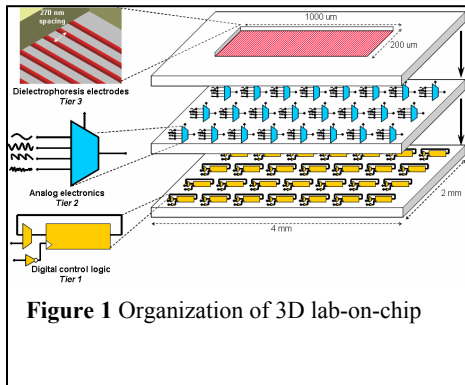 270 nm
spacing
1000 um
200 um
Dielectrophoresis electrodes
Tier 3
Analog electronics
Tier 2
Digital control logic
Tier 1
2 mm
4 mm
Figure 1 Organization of 3D lab-on-chip